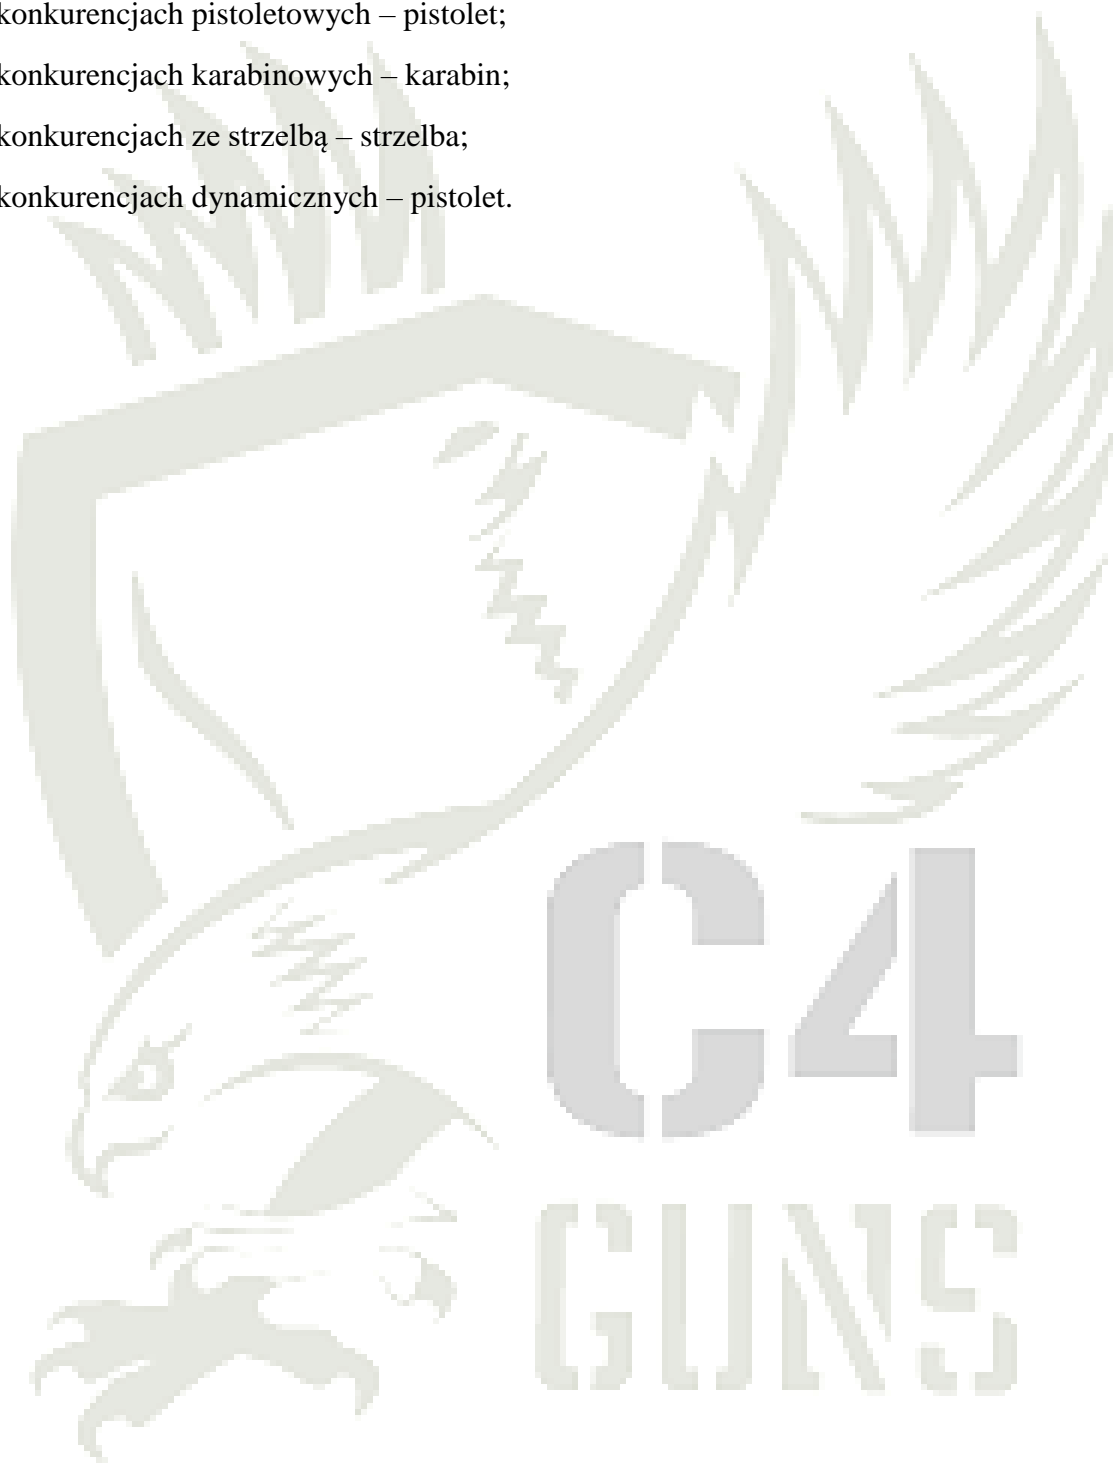 konkurencjach pistoletowych – pistolet;
konkurencjach karabinowych – karabin;
konkurencjach ze strzelbą – strzelba;
konkurencjach dynamicznych – pistolet.
C4
GUNS